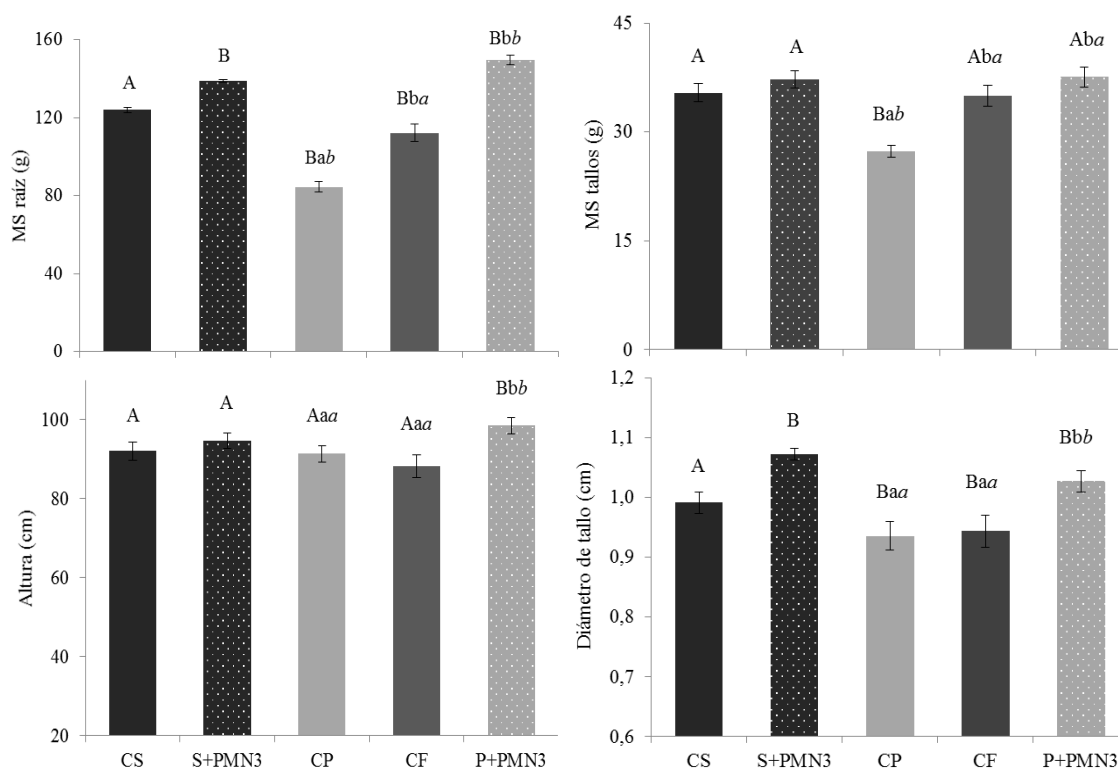 160
120
80
40
0
MS raíz (g)
A
B
Bab
Bba
Bbb
45
30
15
0
MS tallos (g)
A
A
Bab
Aba
Aba
100
80
60
40
20
Altura (cm)
A
A
Aaa
Aaa
Bbb
CS S+PMN3 CP CF P+PMN3
1,2
1,1
1,0
0,9
0,8
0,7
0,6
Diámetro de tallo (cm)
A
B
Baa
Baa
Bbb
CS S+PMN3 CP CF P+PMN3